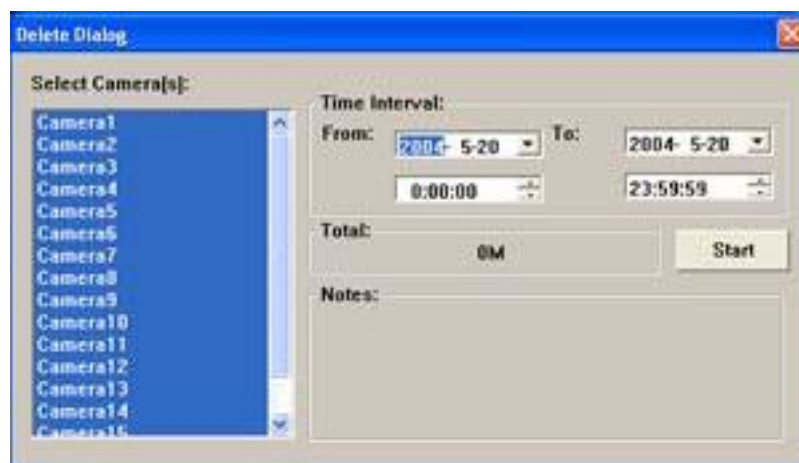 Delete Dialog
Select Camera[s]:
Camera1
Camera2
Camera3
Camera4
Camera5
Camera6
Camera7
Camera8
Camera9
Camera10
Camera11
Camera12
Camera13
Camera14
Camera15
Time Interval:
From: 2004- 5-20 To: 2004- 5-20
0:00:00 23:59:59
Total:
0M
Start
Notes: